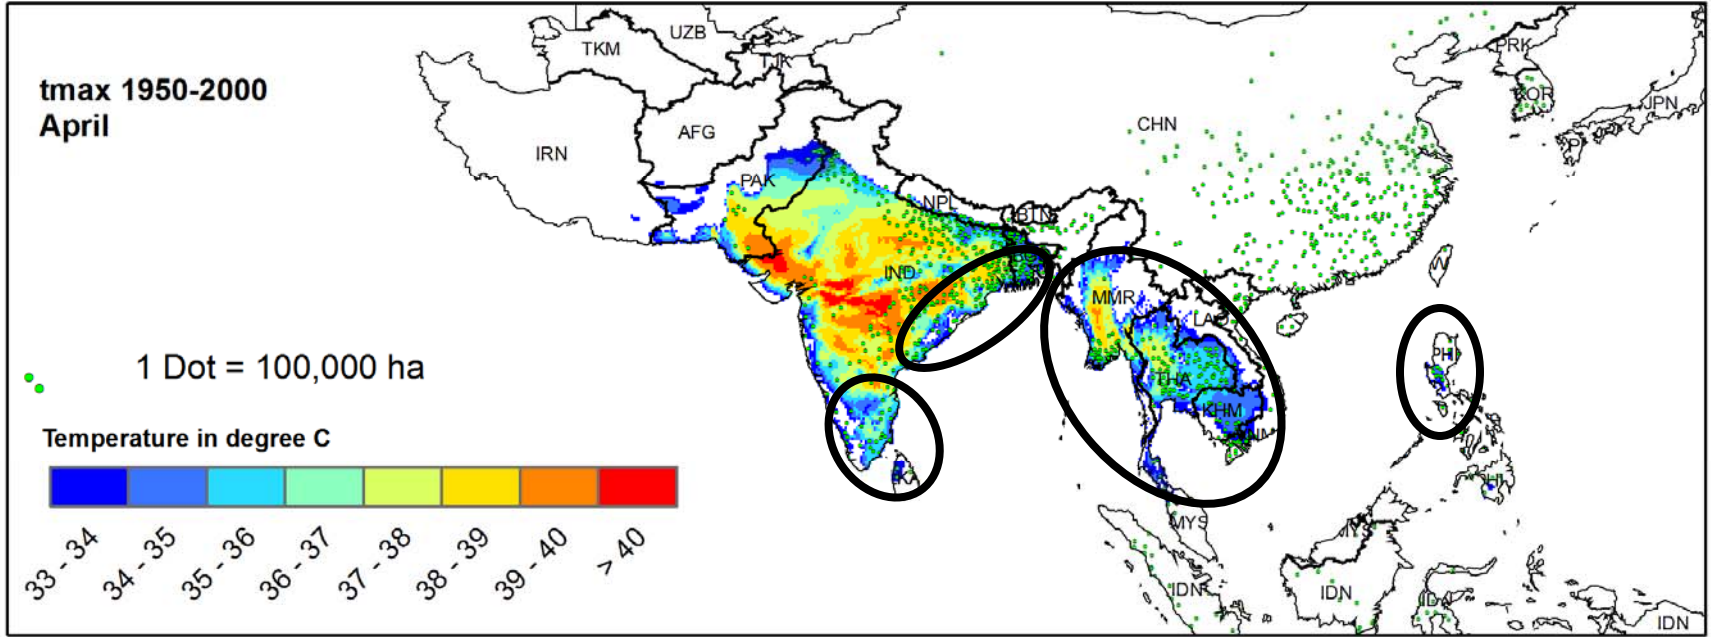 tmax 1950-2000
April
UZB
TKM
TJK
PRK
KOR
JPN
CHN
AFG
IRN
PAK
NPL
BTN
IND
MMR
LAO
PHL
THA
KHM
LKA
MYS
IDN
IDN
IDN
1 Dot = 100,000 ha
Temperature in degree C
33 - 34
34 - 35
35 - 36
36 - 37
37 - 38
38 - 39
39 - 40
> 40